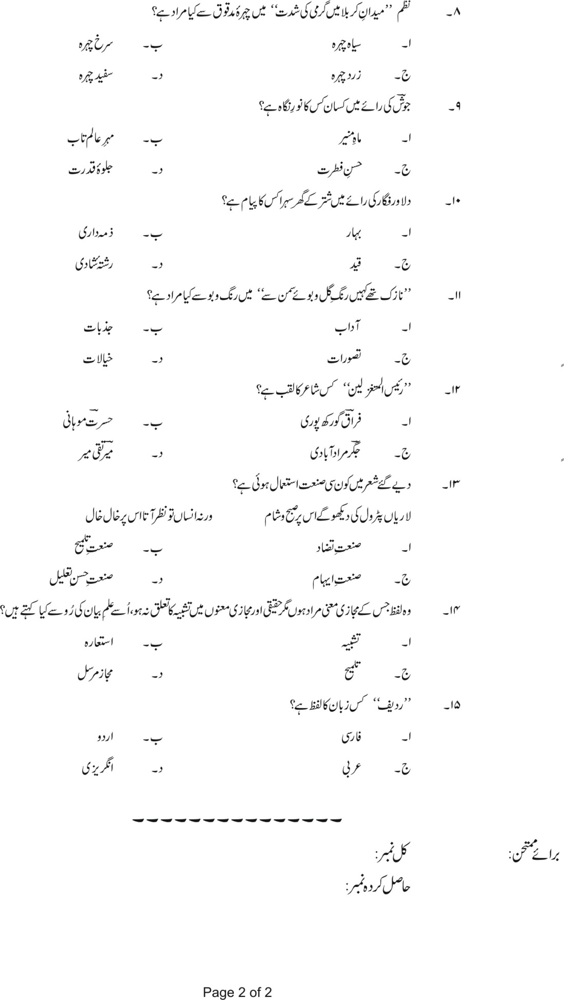 ۸۔ نظم ’’میدانِ کربلا میں گرمی کی شدت‘‘ میں چہرۂ مدقوق سے کیا مراد ہے؟
ا۔ سیاہ چہرہ ب۔ سرخ چہرہ
ج۔ زرد چہرہ د۔ سفید چہرہ
۹۔ جوشؔ کی رائے میں کسان کس کا نورِ نگاہ ہے؟
ا۔ ماہِ منیر ب۔ مہرِ عالم تاب
ج۔ حسنِ فطرت د۔ جلوۂ قدرت
۱۰۔ دلاور فگار کی رائے میں شتر کے گھر سہرا کس کا پیام ہے؟
ا۔ بہار ب۔ ذمہ داری
ج۔ قید د۔ رشتۂ شادی
۱۱۔ ’’نازک تھے کہیں رنگِ گل و بوئے سمن سے‘‘ میں رنگ و بو سے کیا مراد ہے؟
ا۔ آداب ب۔ جذبات
ج۔ تصورات د۔ خیالات
۱۲۔ ’’رئیس المتغزلین‘‘ کس شاعر کا لقب ہے؟
ا۔ فراقؔ گورکھ پوری ب۔ حسرتؔ موہانی
ج۔ جگرؔ مراد آبادی د۔ میرؔ تقی میر
۱۳۔ دیے گئے شعر میں کون سی صنعت استعمال ہوئی ہے؟
لاریاں پٹرول کی دیکھو گے اس پر صبح و شام ورنہ انساں تو نظر آتا اس پر خال خال
ا۔ صنعتِ تضاد ب۔ صنعتِ تلمیح
ج۔ صنعتِ ایہام د۔ صنعتِ حسنِ تعلیل
۱۴۔ وہ لفظ جس کے مجازی معنی مراد ہوں مگر حقیقی اور مجازی معنوں میں تشبیہ کا تعلق نہ ہو، اُسے علمِ بیان کی رُو سے کیا کہتے ہیں؟
ا۔ تشبیہ ب۔ استعارہ
ج۔ تلمیح د۔ مجاز مرسل
۱۵۔ ’’ردیف‘‘ کس زبان کا لفظ ہے؟
ا۔ فارسی ب۔ اردو
ج۔ عربی د۔ انگریزی
۔۔۔۔۔۔۔۔۔۔۔۔۔۔۔
برائے ممتحن: کل نمبر:
حاصل کردہ نمبر:
Page 2 of 2